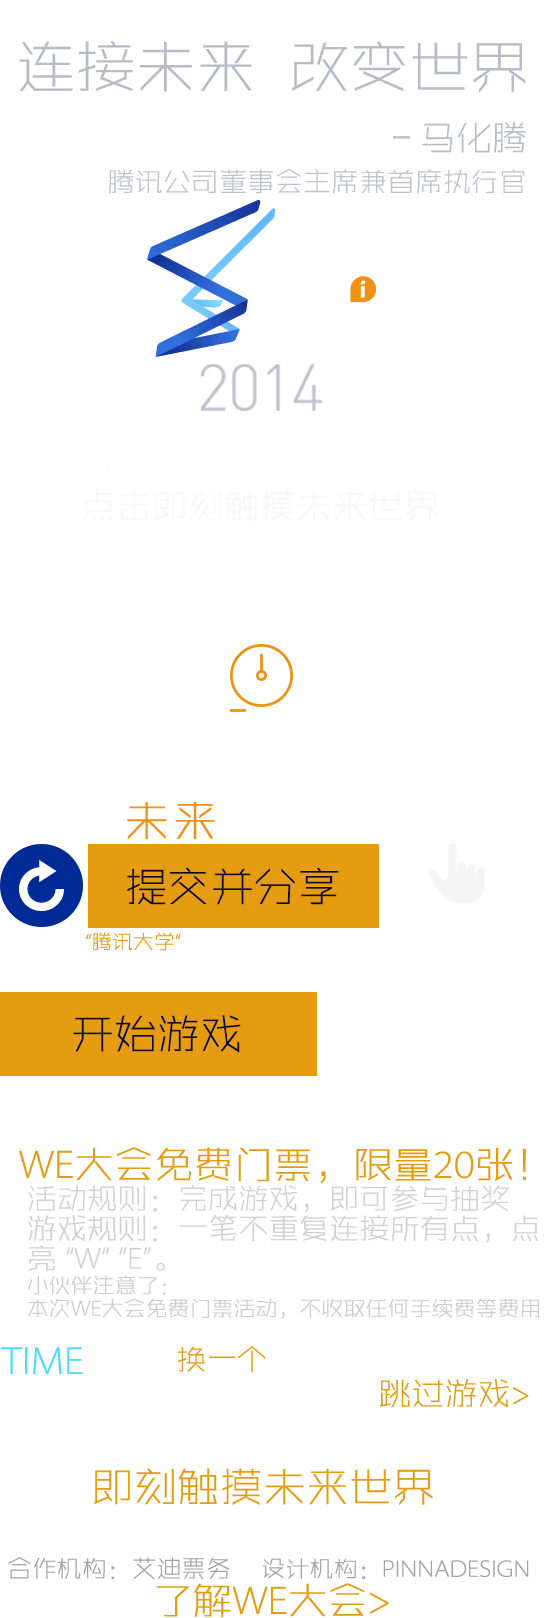 连接未来 改变世界
– 马化腾
腾讯公司董事会主席兼首席执行官
i
2014
点击即刻触摸未来世界
未来
提交并分享
“腾讯大学”
开始游戏
WE大会免费门票，限量20张！
活动规则：完成游戏，即可参与抽奖
游戏规则：一笔不重复连接所有点，点
亮 “W” “E”。
小伙伴注意了：
本次WE大会免费门票活动，不收取任何手续费等费用
TIME
换一个
跳过游戏>
即刻触摸未来世界
合作机构：艾迪票务 设计机构：PINNADESIGN
了解WE大会>